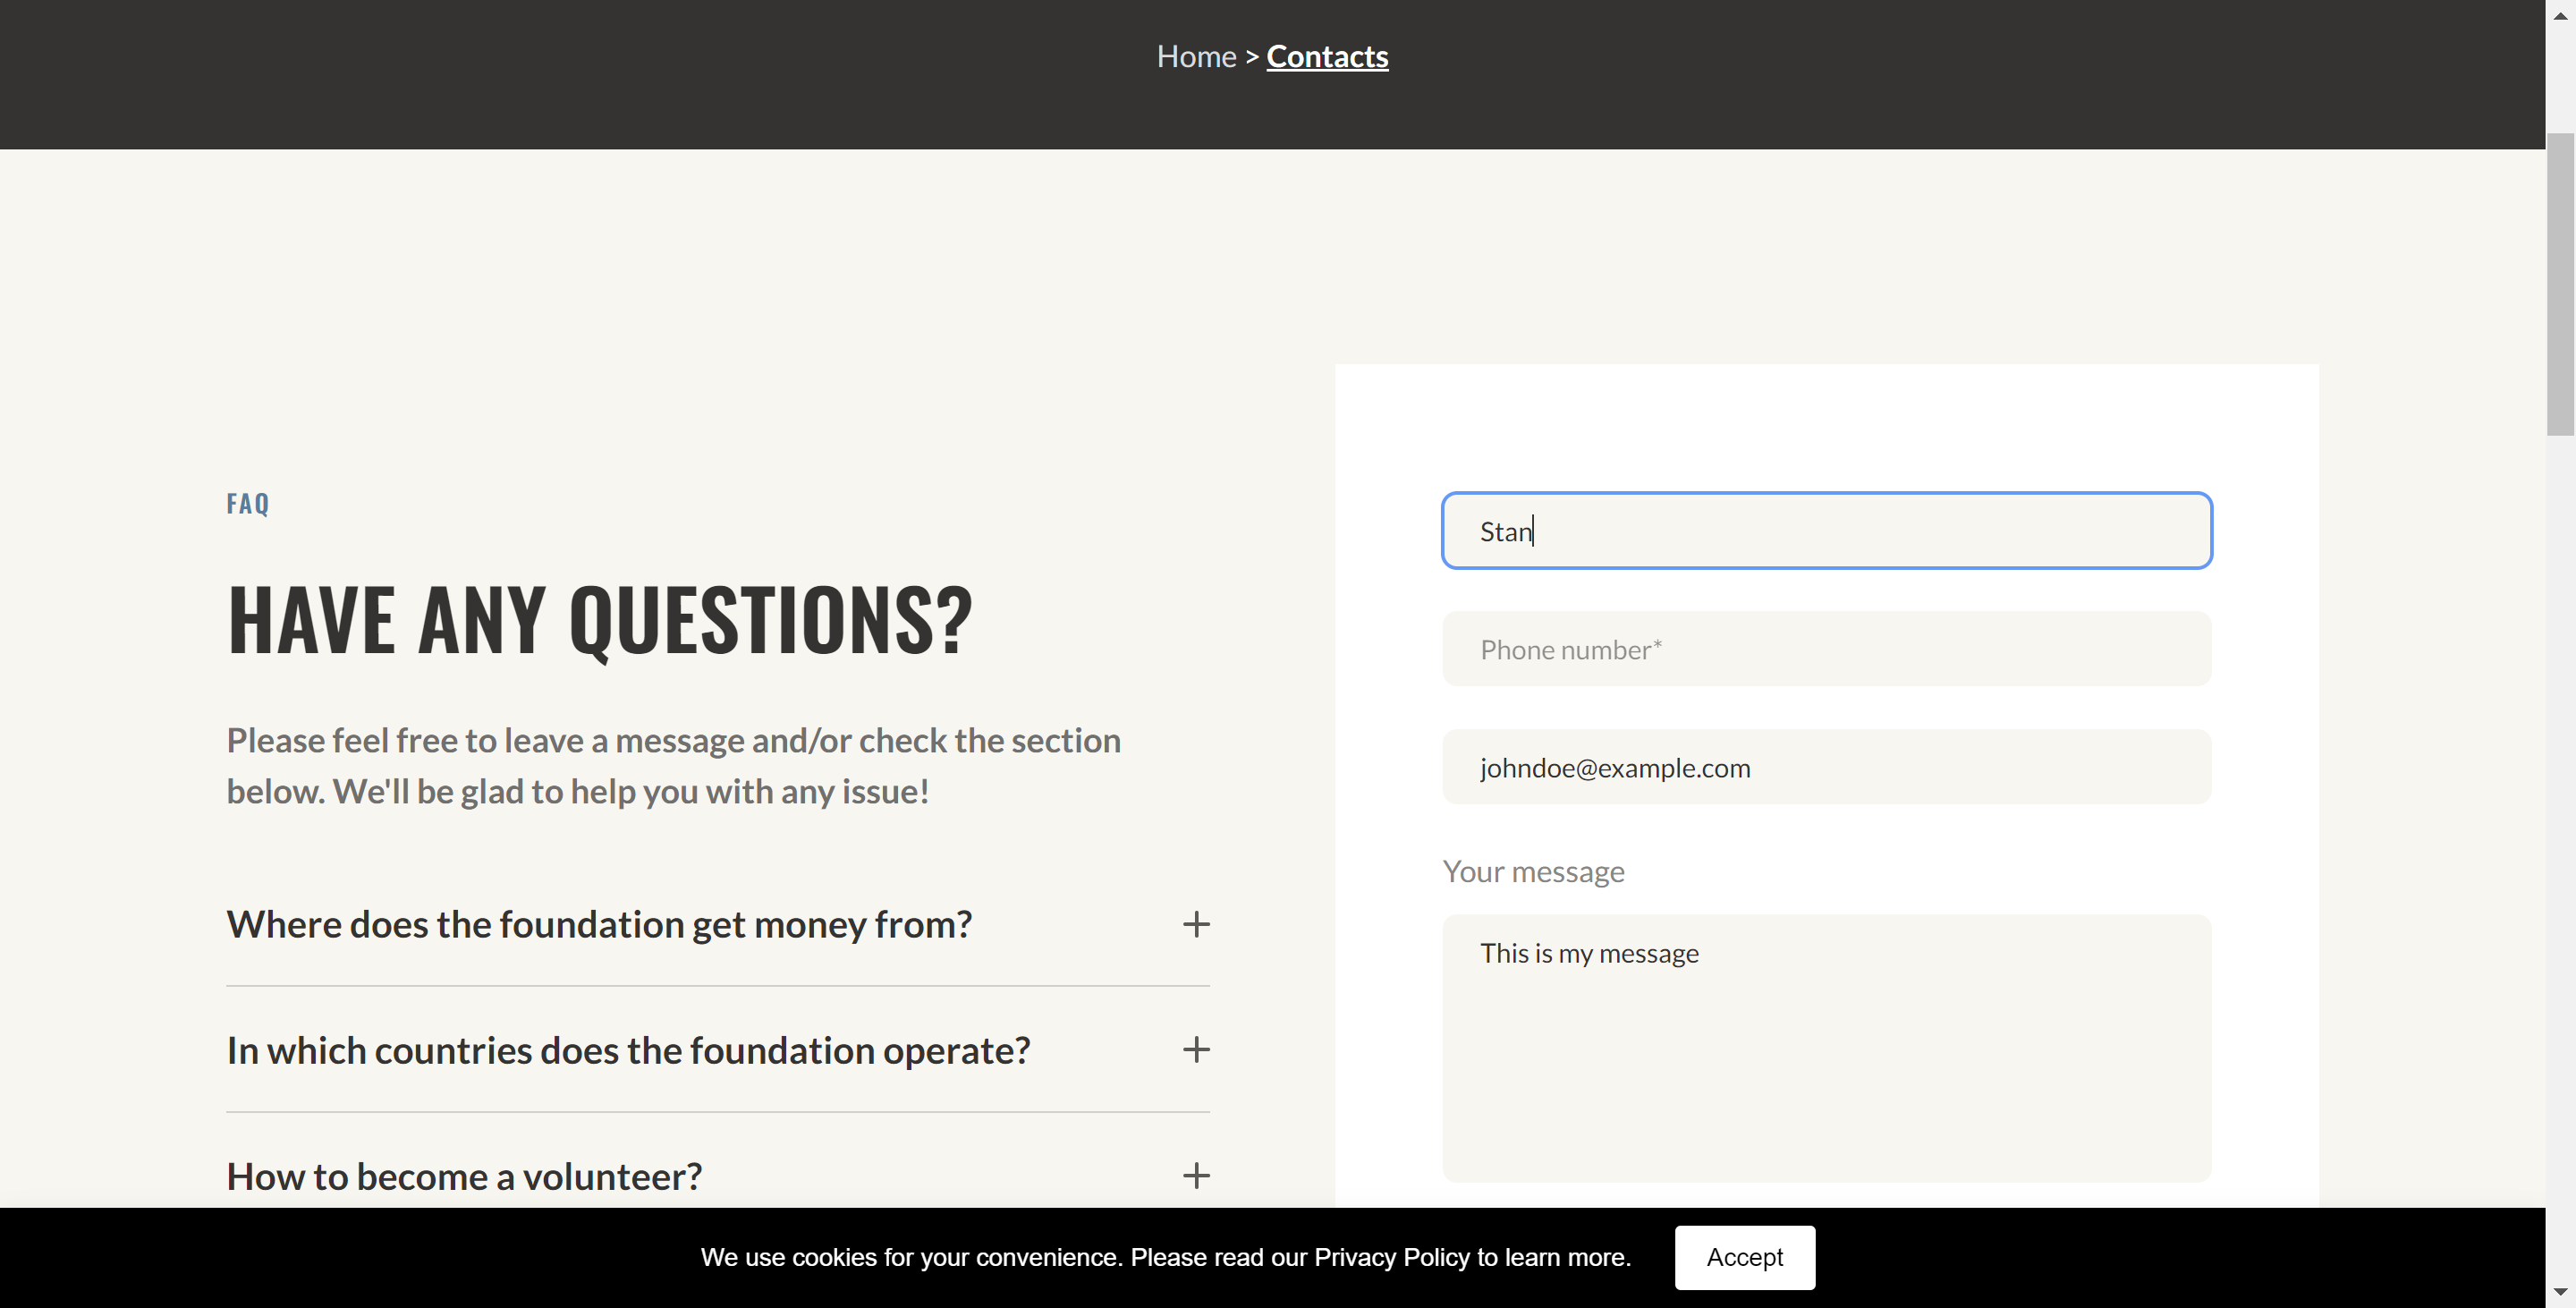 Home > Contacts
FAQ
HAVE ANY QUESTIONS?
Please feel free to leave a message and/or check the section
below. We'll be glad to help you with any issue!
Where does the foundation get money from?
In which countries does the foundation operate?
How to become a volunteer?
Stan
Phone number*
johndoe@example.com
Your message
This is my message
We use cookies for your convenience. Please read our Privacy Policy to learn more.
Accept